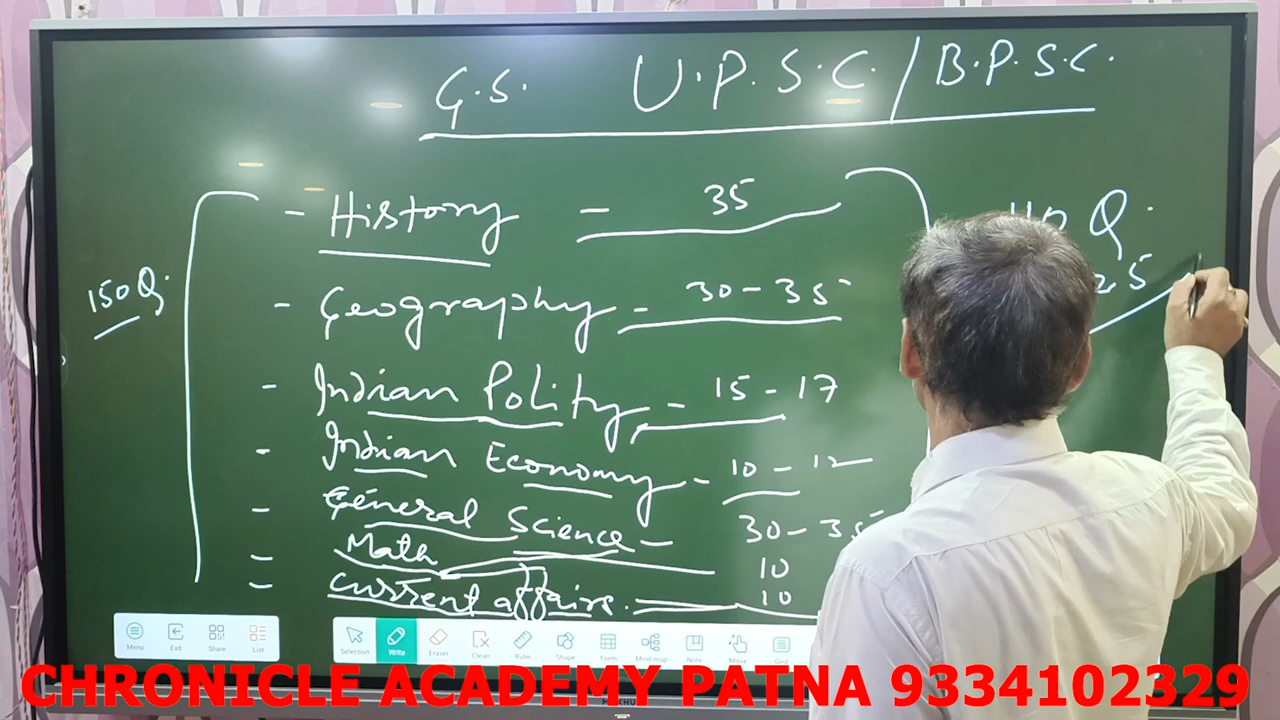 G.S. U.P.S.C. / B.P.S.C.
- History - 35
- Geography - 30-35
- Indian Polity - 15-17
- Indian Economy - 10-12
- General Science - 30-35
- Math 10
- current affairs. 10
150 Q.
Q.
25
Menu Exit Share List
Selection Write Eraser Clean Ruler Shape Form Mind map Note Move Grid
CHRONICLE ACADEMY PATNA 9334102329